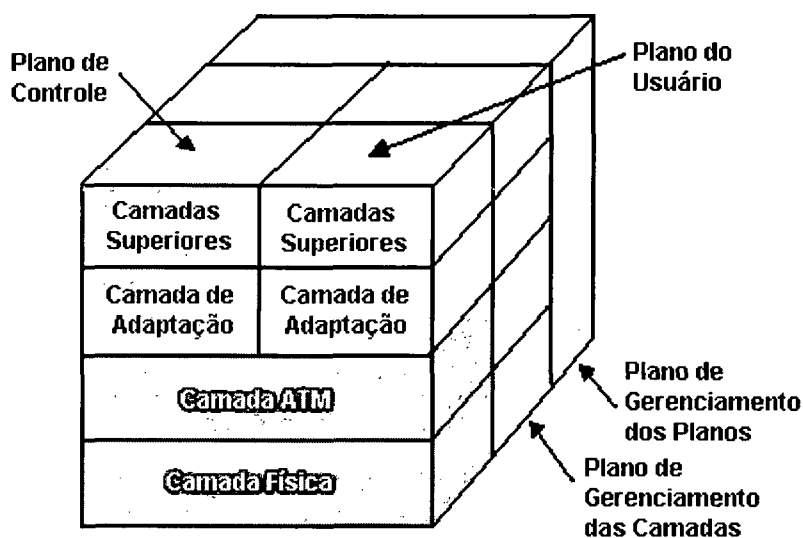 Plano de
Controle
Plano do
Usuário
Camadas
Superiores
Camadas
Superiores
Camada de
Adaptação
Camada de
Adaptação
Camada ATM
Camada Física
Plano de
Gerenciamento
dos Planos
Plano de
Gerenciamento
das Camadas